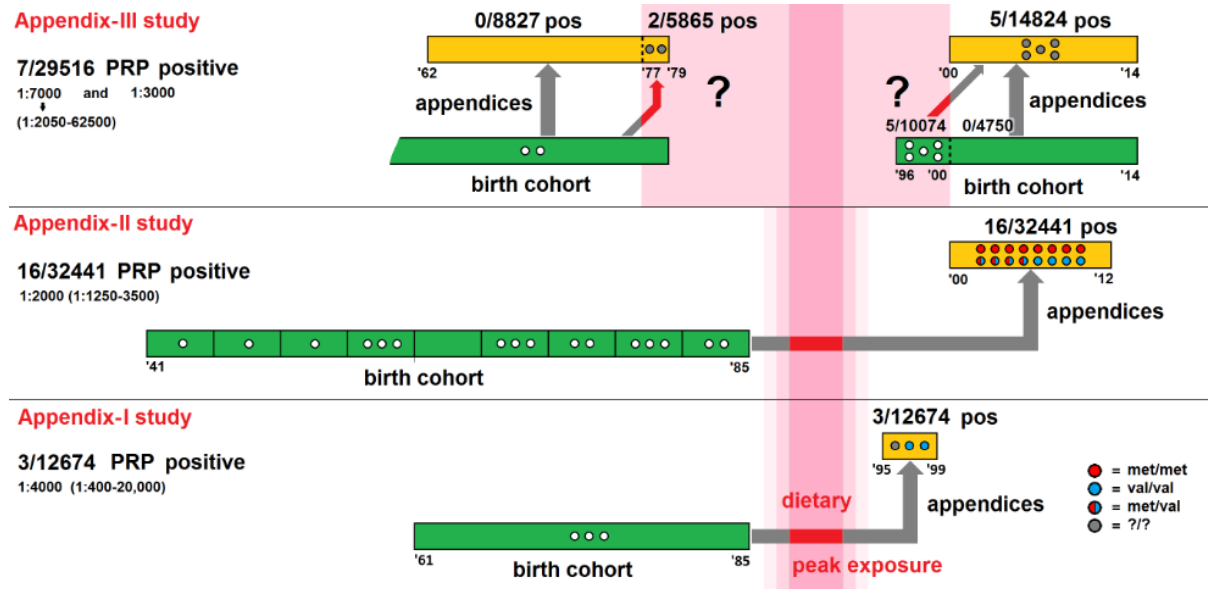 Appendix-III study
7/29516 PRP positive
1:7000 and 1:3000
(1:2050-62500)
0/8827 pos
2/5865 pos
'62
'77 '79
appendices
?
birth cohort
5/14824 pos
'00
'14
?
appendices
5/10074 0/4750
'96 '00
'14
birth cohort
Appendix-II study
16/32441 PRP positive
1:2000 (1:1250-3500)
16/32441 pos
'00
'12
appendices
'41
'85
birth cohort
Appendix-I study
3/12674 PRP positive
1:4000 (1:400-20,000)
3/12674 pos
'95 '99
appendices
dietary
peak exposure
'61
'85
birth cohort
= met/met
= val/val
= met/val
= ?/?